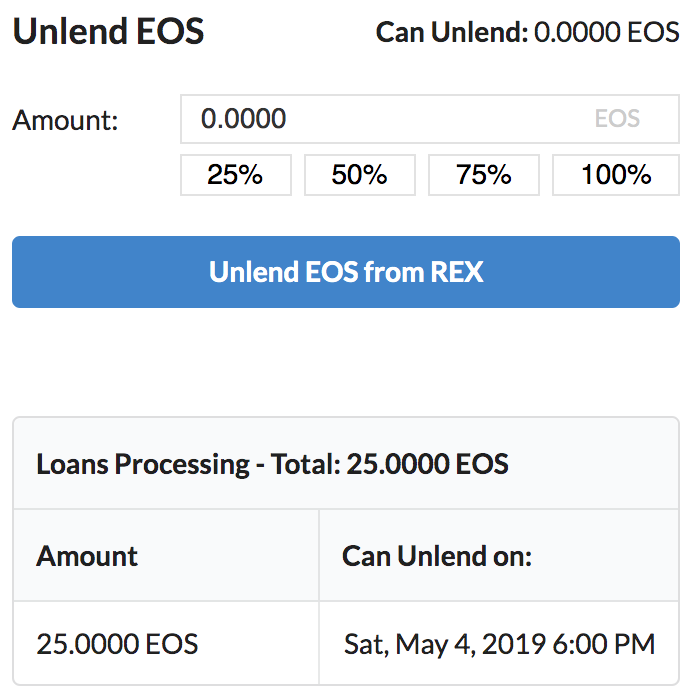 Unlend EOS Can Unlend: 0.0000 EOS
Amount: 0.0000 EOS
25% 50% 75% 100%
Unlend EOS from REX
Loans Processing - Total: 25.0000 EOS
Amount Can Unlend on:
25.0000 EOS Sat, May 4, 2019 6:00 PM